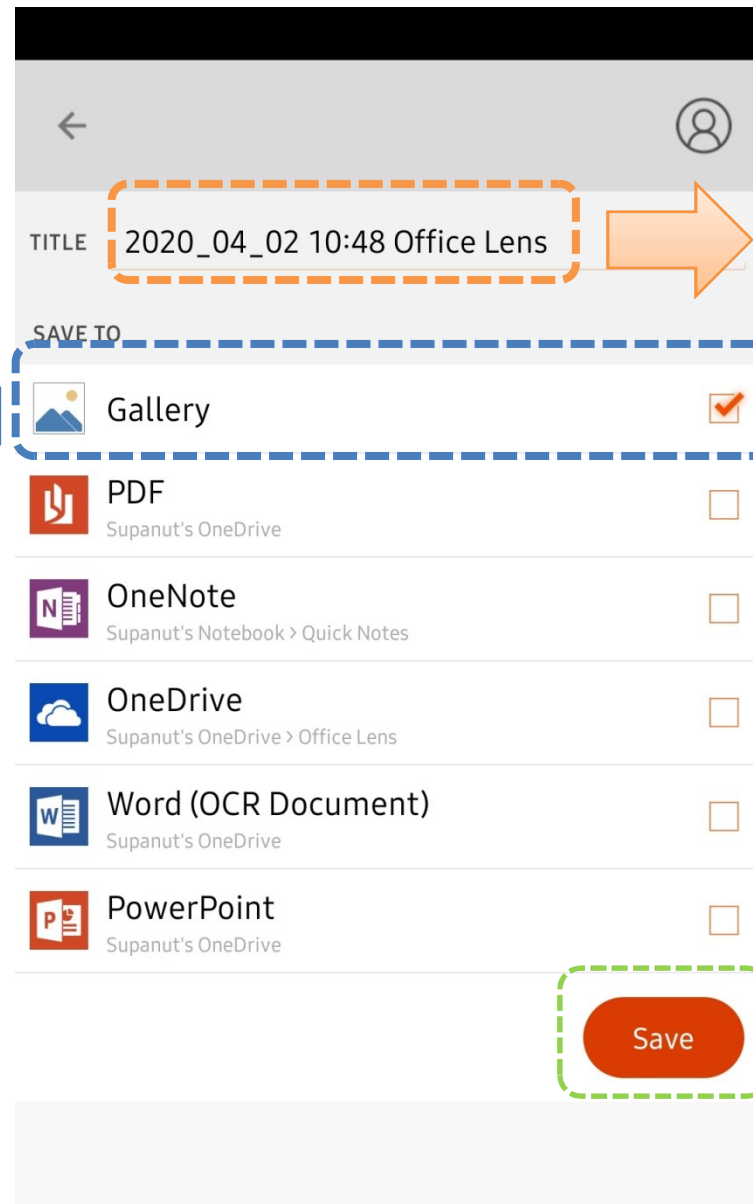 TITLE 2020_04_02 10:48 Office Lens
SAVE TO
Gallery
PDF
Supanut's OneDrive
OneNote
Supanut's Notebook > Quick Notes
OneDrive
Supanut's OneDrive > Office Lens
Word (OCR Document)
Supanut's OneDrive
PowerPoint
Supanut's OneDrive
Save